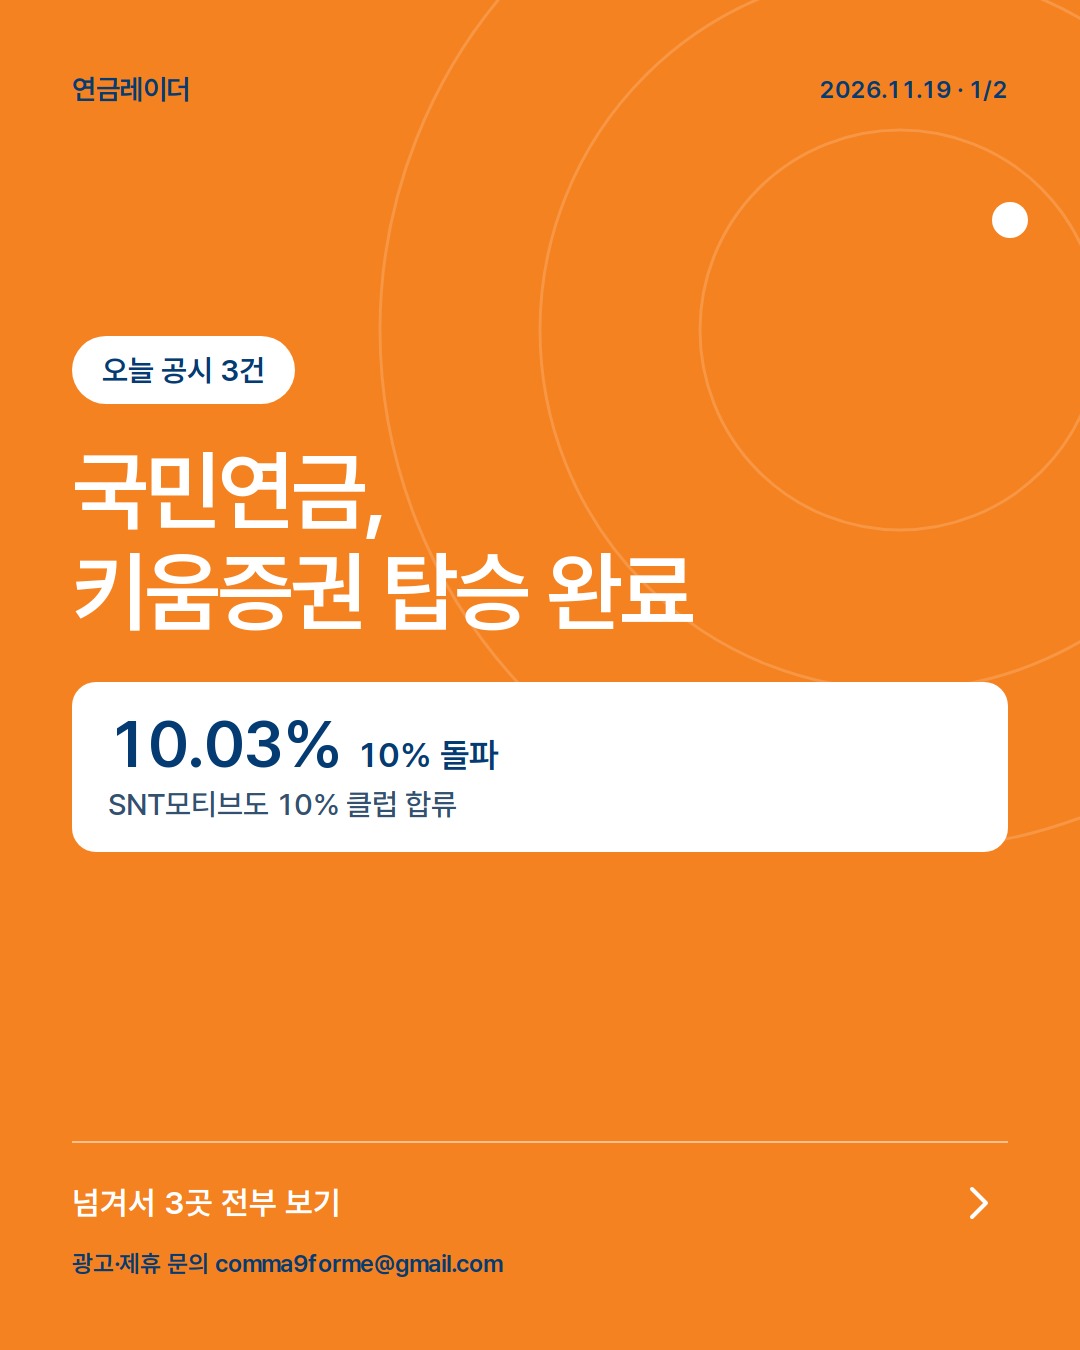 연금레이더
2026.11.19 · 1/2
오늘 공시 3건
국민연금,
키움증권 탑승 완료
10.03% 10% 돌파
SNT모티브도 10% 클럽 합류
넘겨서 3곳 전부 보기
광고·제휴 문의 comma9forme@gmail.com